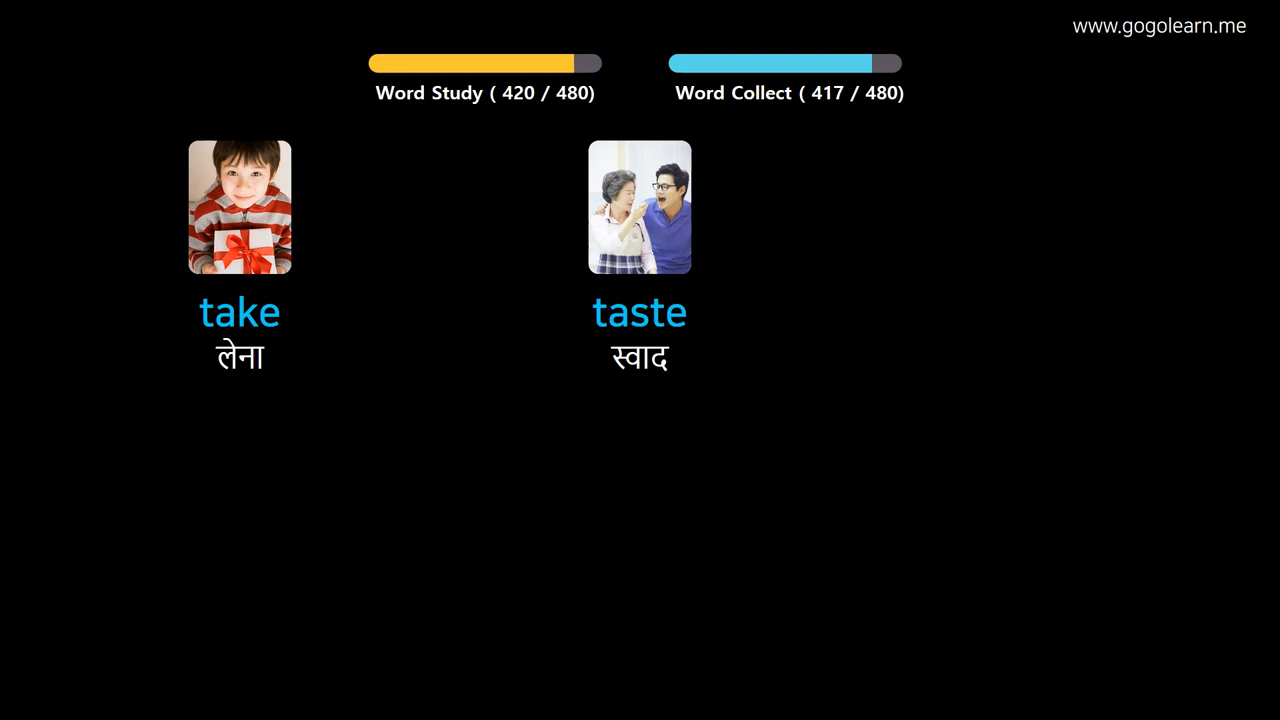 www.gogolearn.me
Word Study ( 420 / 480)
Word Collect ( 417 / 480)
take
लेना
taste
स्वाद